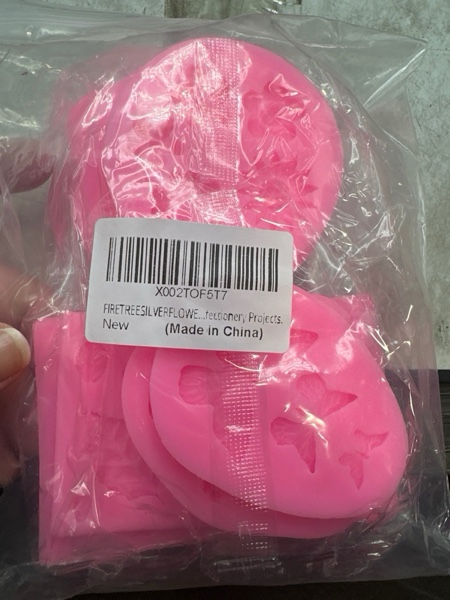 X002TOF5T7
FIRETREESILVERFLOWE...fectionery Projects.
New (Made in China)